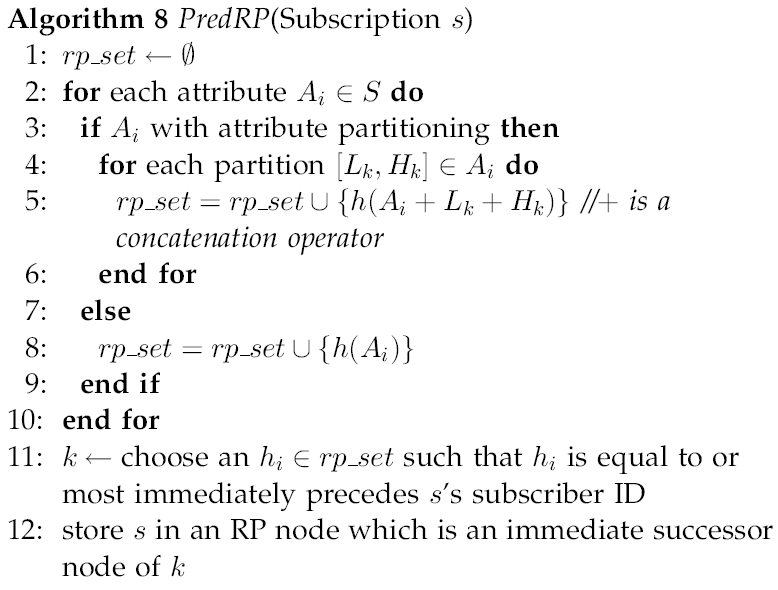 Algorithm 8 PredRP(Subscription s)
1: rp_set ← ∅
2: for each attribute A_i ∈ S do
3: if A_i with attribute partitioning then
4: for each partition [L_k, H_k] ∈ A_i do
5: rp_set = rp_set ∪ {h(A_i + L_k + H_k)} //+ is a
concatenation operator
6: end for
7: else
8: rp_set = rp_set ∪ {h(A_i)}
9: end if
10: end for
11: k ← choose an h_i ∈ rp_set such that h_i is equal to or
most immediately precedes s's subscriber ID
12: store s in an RP node which is an immediate successor
node of k